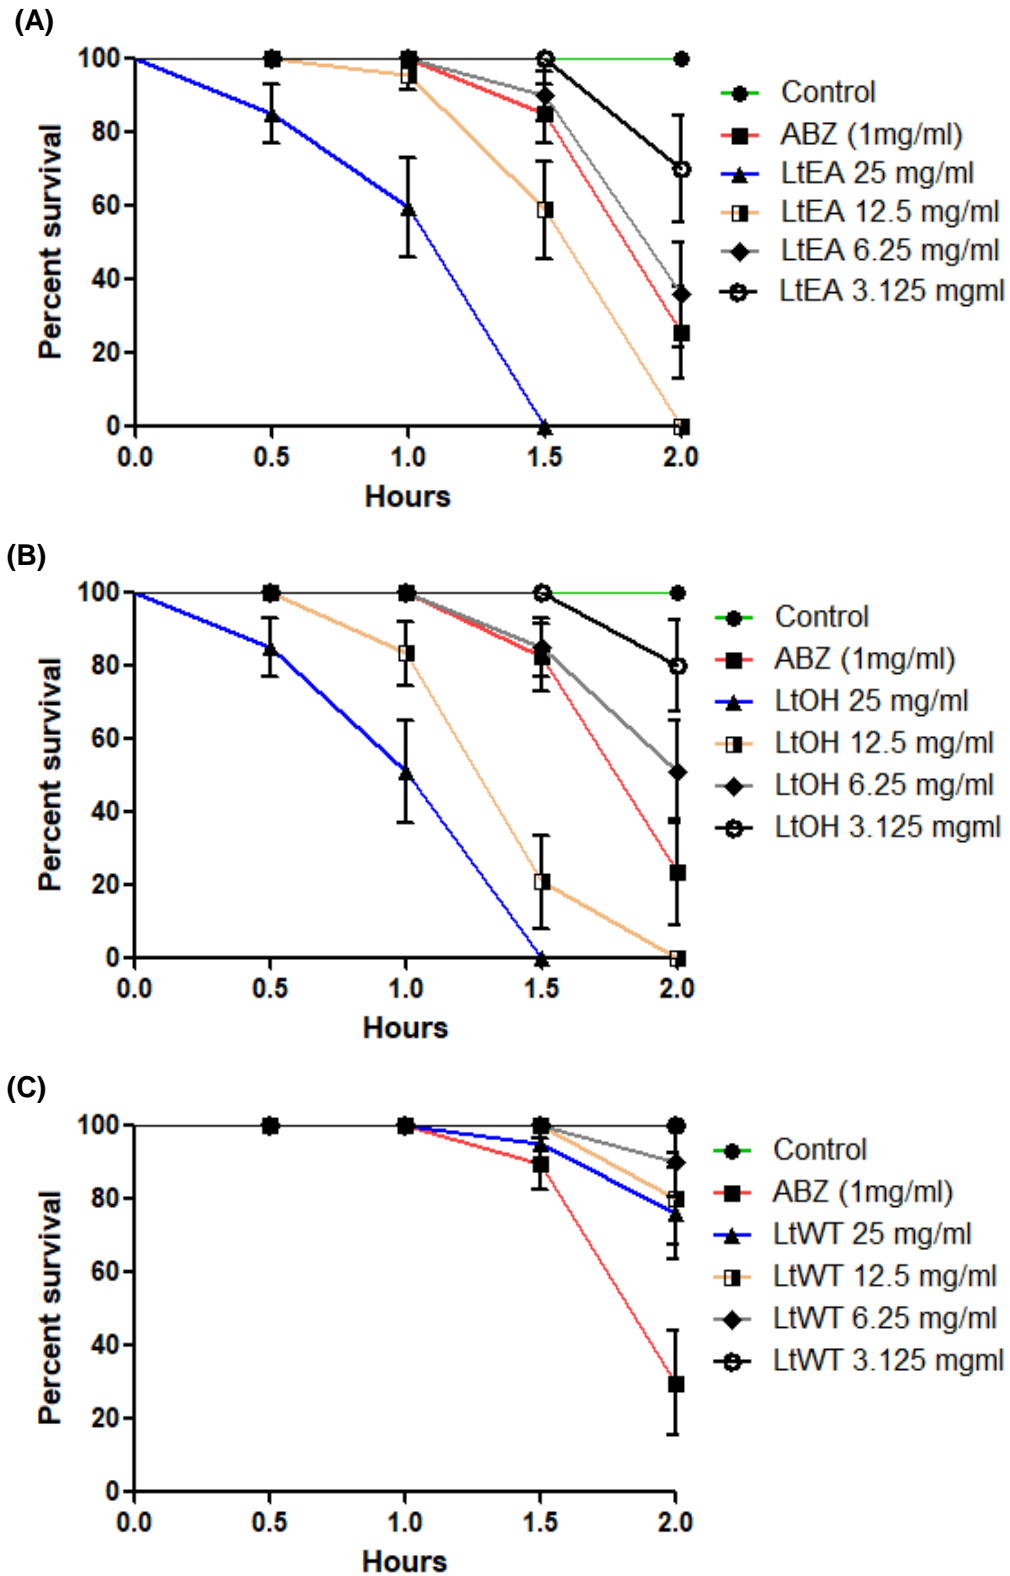 (A)
100
80
60
40
20
0
Percent survival
0.0 0.5 1.0 1.5 2.0
Hours
Control
ABZ (1mg/ml)
LtEA 25 mg/ml
LtEA 12.5 mg/ml
LtEA 6.25 mg/ml
LtEA 3.125 mgml
(B)
100
80
60
40
20
0
Percent survival
0.0 0.5 1.0 1.5 2.0
Hours
Control
ABZ (1mg/ml)
LtOH 25 mg/ml
LtOH 12.5 mg/ml
LtOH 6.25 mg/ml
LtOH 3.125 mgml
(C)
100
80
60
40
20
0
Percent survival
0.0 0.5 1.0 1.5 2.0
Hours
Control
ABZ (1mg/ml)
LtWT 25 mg/ml
LtWT 12.5 mg/ml
LtWT 6.25 mg/ml
LtWT 3.125 mgml